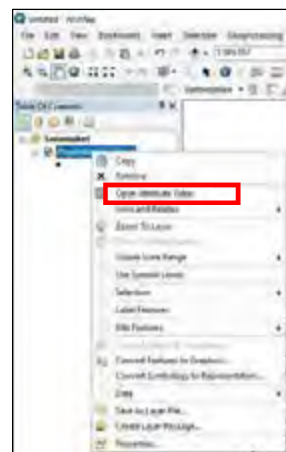 File Edit View Bookmarks Insert Selection Geoprocessing
Table Of Contents
Copy
Remove
Open Attribute Table
Joins and Relates
Zoom To Layer
Visible Scale Range
Use Symbol Levels
Selection
Label Features
Edit Features
Convert Features to Graphics...
Convert Symbology to Representation...
Data
Save As Layer File...
Create Layer Package...
Properties...